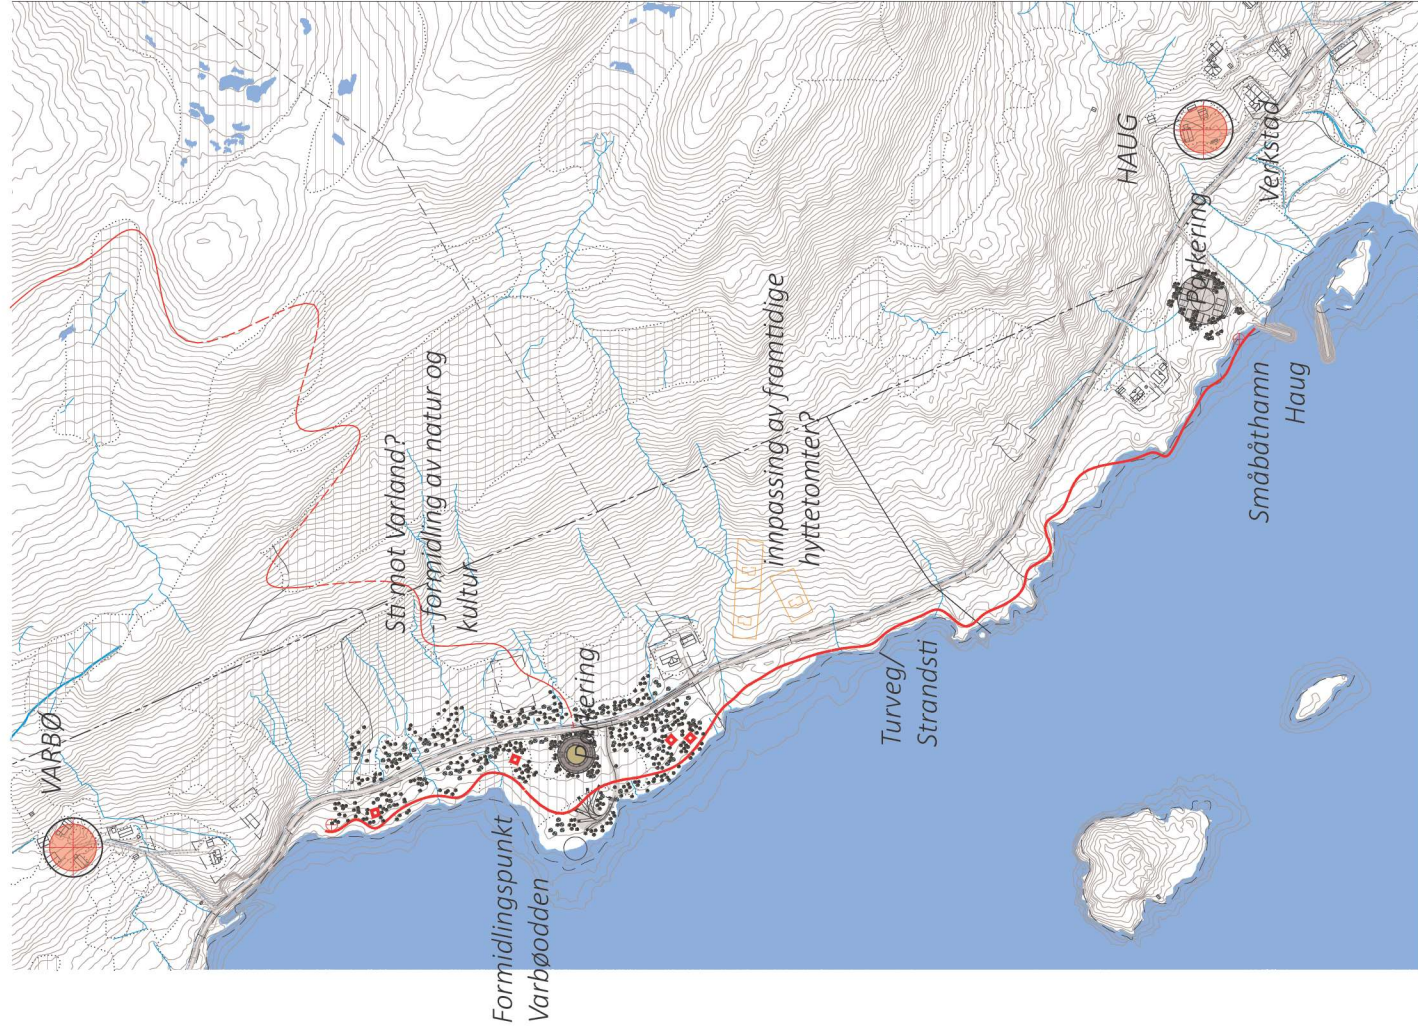 VARBØ
Sti mot Varland?
- formidling av natur og
kultur
Formidlingspunkt
Varbøodden
Parkering
innpassing av framtidige
hyttetomter?
Turveg/
Strandsti
HAUG
Parkering
Verkstad
Småbåthamn
Haug